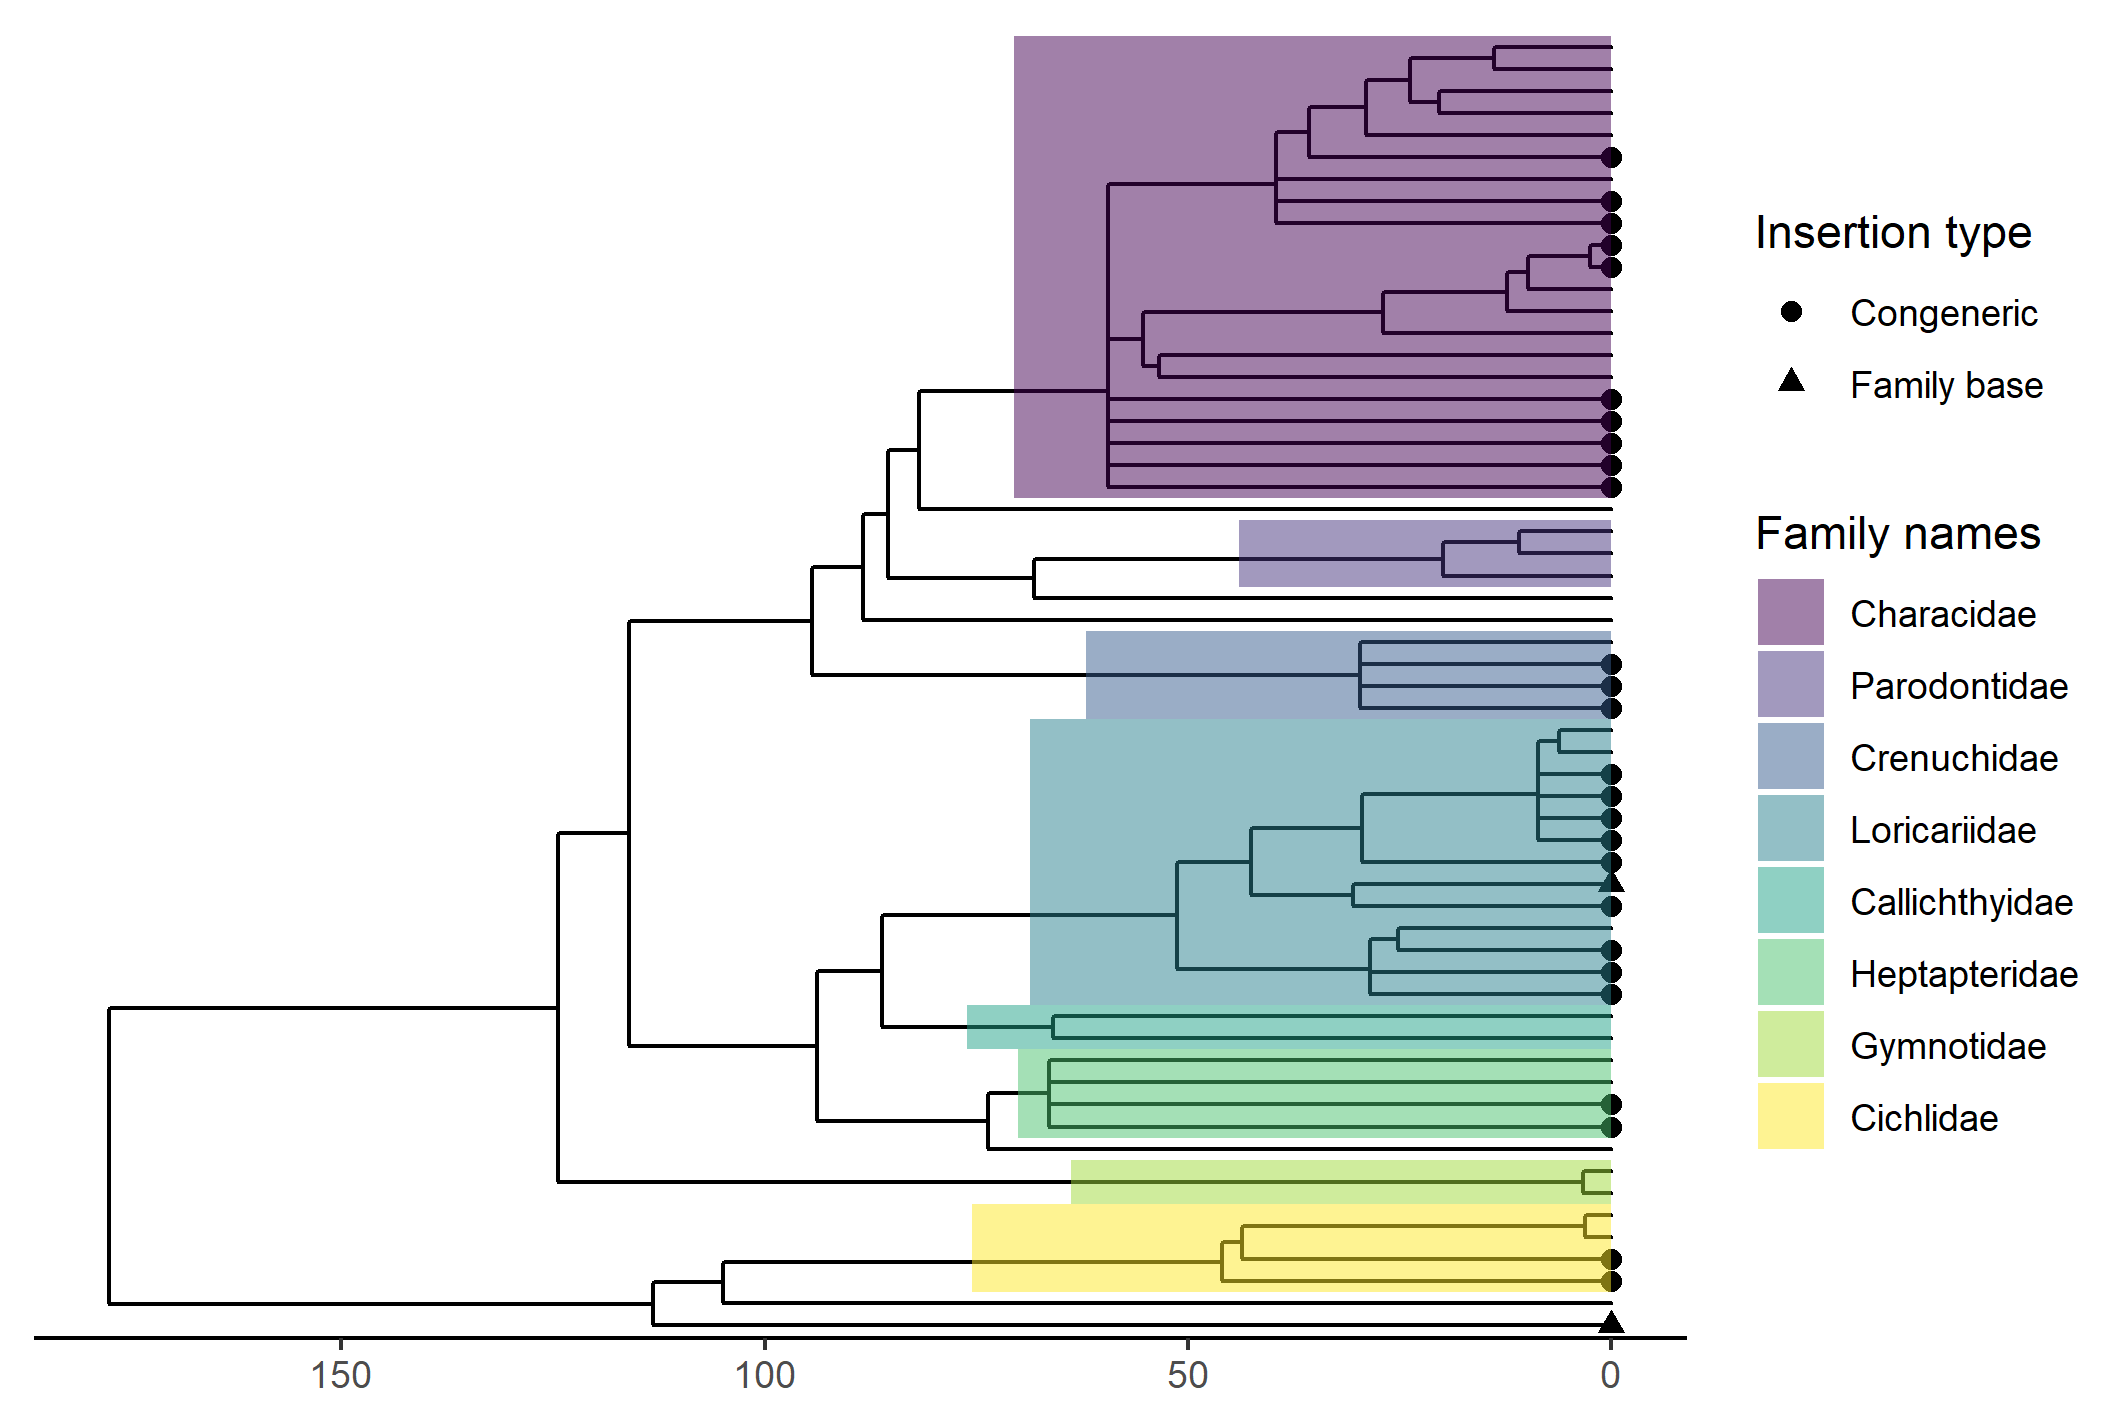 Insertion type
Congeneric
Family base
Family names
Characidae
Parodontidae
Crenuchidae
Loricariidae
Callichthyidae
Heptapteridae
Gymnotidae
Cichlidae
150 100 50 0